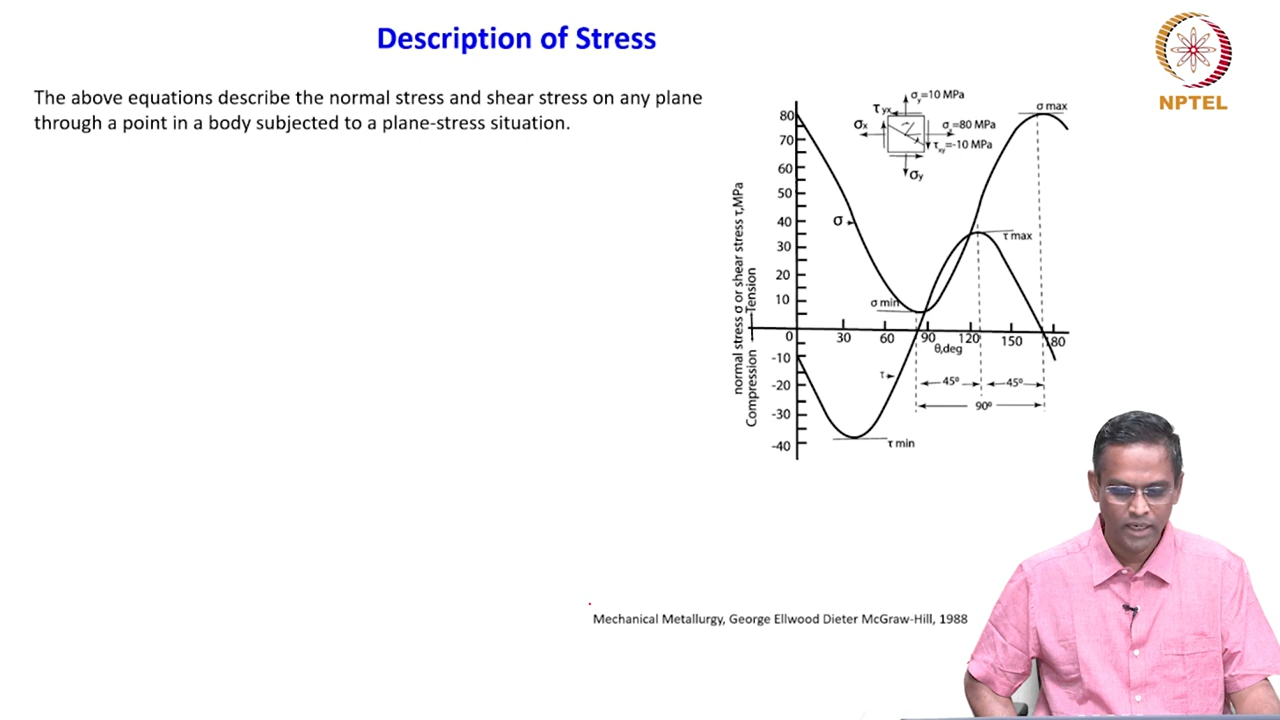 Description of Stress
NPTEL
The above equations describe the normal stress and shear stress on any plane
through a point in a body subjected to a plane-stress situation.
normal stress σ or shear stress τ,MPa
Compression
Tension
80
70
60
50
40
30
20
10
0
-10
-20
-30
-40
30
60
90
120
150
180
θ,deg
τyx
σy=10 MPa
σx
σx=80 MPa
τxy=-10 MPa
σy
σ max
σ
τ max
σ min
τ
τ min
45º
45º
90º
Mechanical Metallurgy, George Ellwood Dieter McGraw-Hill, 1988